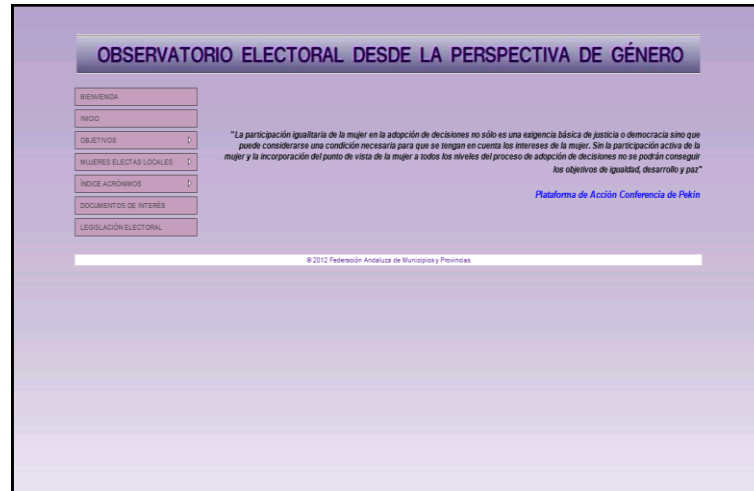 OBSERVATORIO ELECTORAL DESDE LA PERSPECTIVA DE GÉNERO
BIENVENIDA
INICIO
OBJETIVOS
MUJERES ELECTAS LOCALES
ÍNDICE ACRÓNIMOS
DOCUMENTOS DE INTERÉS
LEGISLACIÓN ELECTORAL
"La participación igualitaria de la mujer en la adopción de decisiones no sólo es una exigencia básica de justicia o democracia sino que
puede considerarse una condición necesaria para que se tengan en cuenta los intereses de la mujer. Sin la participación activa de la
mujer y la incorporación del punto de vista de la mujer a todos los niveles del proceso de adopción de decisiones no se podrán conseguir
los objetivos de igualdad, desarrollo y paz"
Plataforma de Acción Conferencia de Pekín
® 2012 Federación Andaluza de Municipios y Provincias